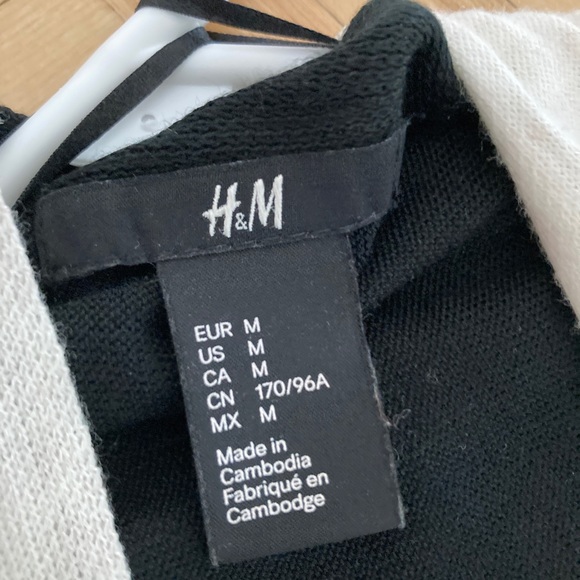 H&M
EUR M
US M
CA M
CN 170/96A
MX M
Made in
Cambodia
Fabriqué en
Cambodge